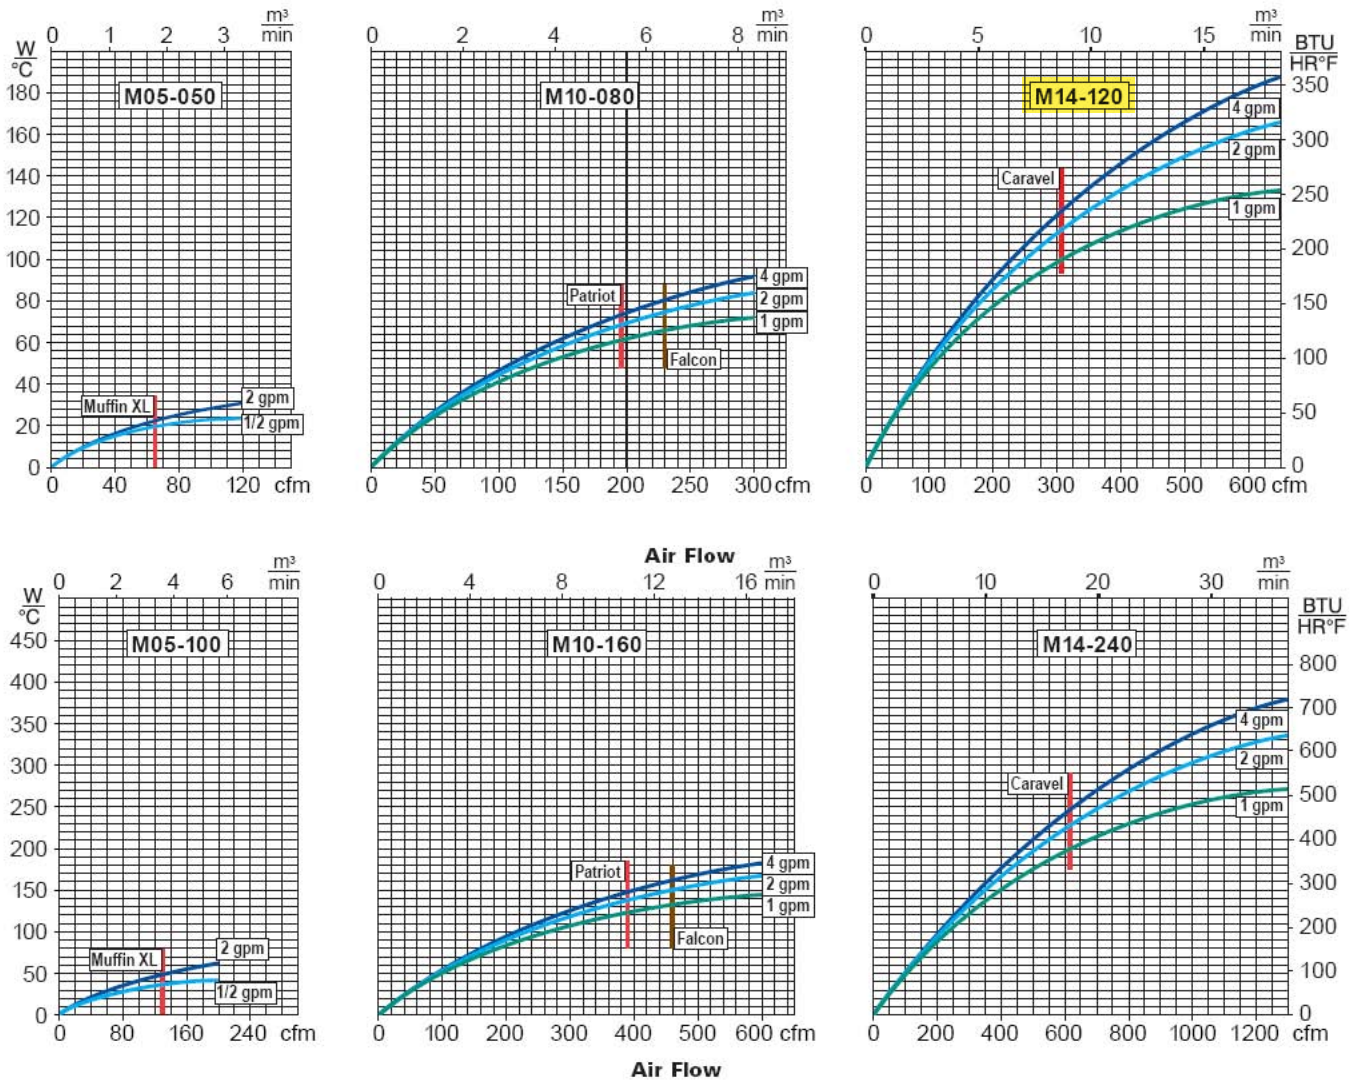 0 1 2 3 m³/min
0 2 4 6 8 m³/min
0 5 10 15 m³/min
W/°C
BTU/HR°F
M05-050
M10-080
M14-120
180
160
140
120
100
80
60
40
20
0
Muffin XL
2 gpm
1/2 gpm
Patriot
4 gpm
2 gpm
1 gpm
Falcon
Caravel
4 gpm
2 gpm
1 gpm
350
300
250
200
150
100
50
0
0 40 80 120 cfm
0 50 100 150 200 250 300 cfm
0 100 200 300 400 500 600 cfm
Air Flow
0 2 4 6 m³/min
0 4 8 12 16 m³/min
0 10 20 30 m³/min
W/°C
BTU/HR°F
M05-100
M10-160
M14-240
450
400
350
300
250
200
150
100
50
0
Muffin XL
2 gpm
1/2 gpm
Patriot
4 gpm
2 gpm
1 gpm
Falcon
Caravel
4 gpm
2 gpm
1 gpm
800
700
600
500
400
300
200
100
0
0 80 160 240 cfm
0 100 200 300 400 500 600 cfm
0 200 400 600 800 1000 1200 cfm
Air Flow